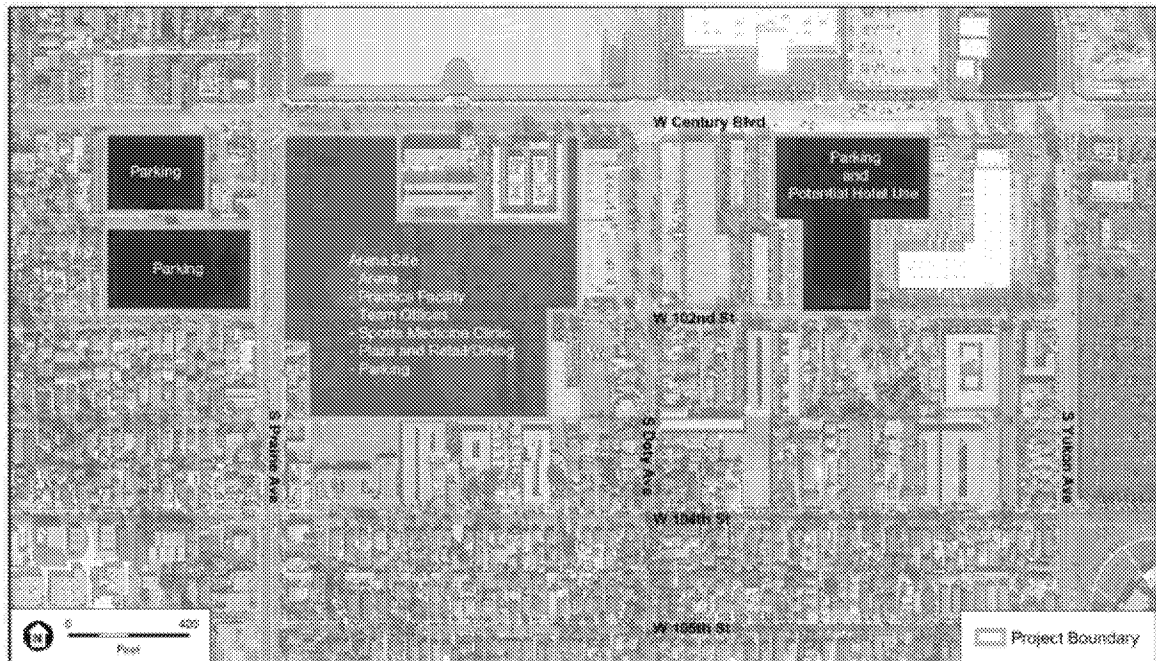 W Century Blvd
Parking
Parking
and
Potential Hotel Use
Parking
Arena Site
- Arena
- Practice Facility
- Team Offices
- Sports Medicine Clinic
- Plaza and Retail/Dining
- Parking
W 102nd St
S Prairie Ave
S Doty Ave
S Yukon Ave
W 104th St
W 105th St
N
0 400
Feet
Project Boundary